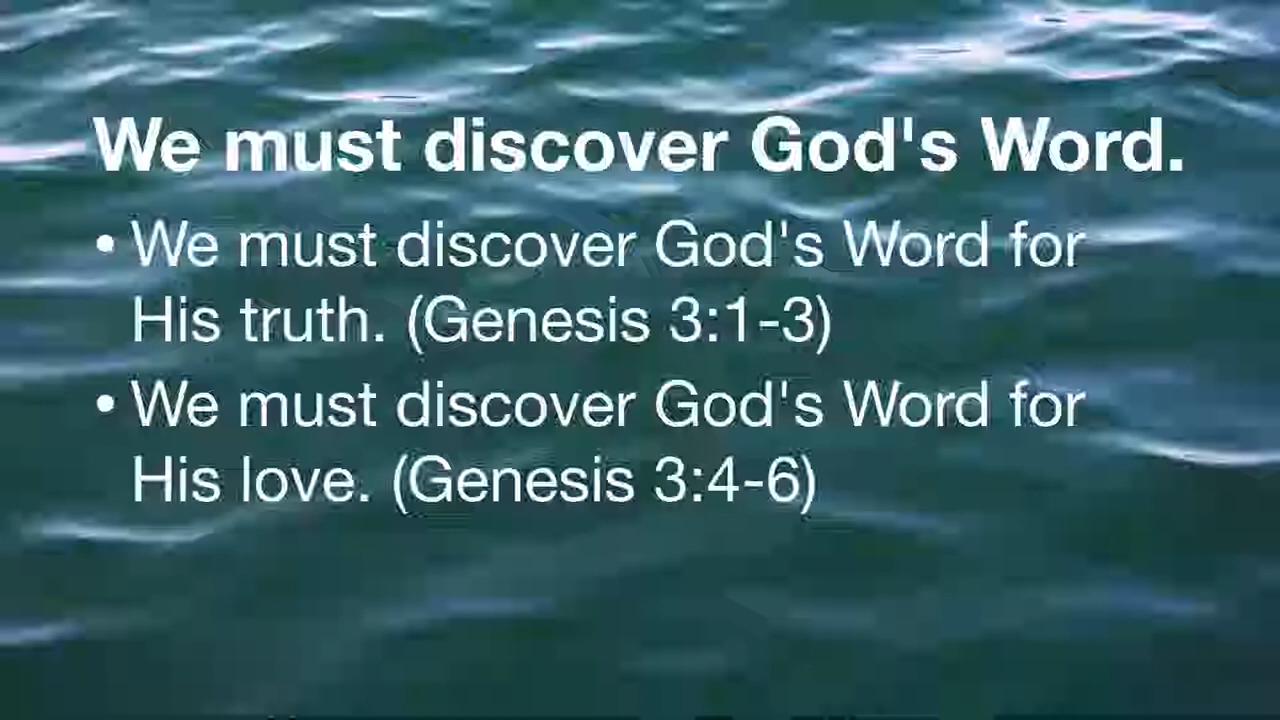 We must discover God's Word.
• We must discover God's Word for
His truth. (Genesis 3:1-3)
• We must discover God's Word for
His love. (Genesis 3:4-6)